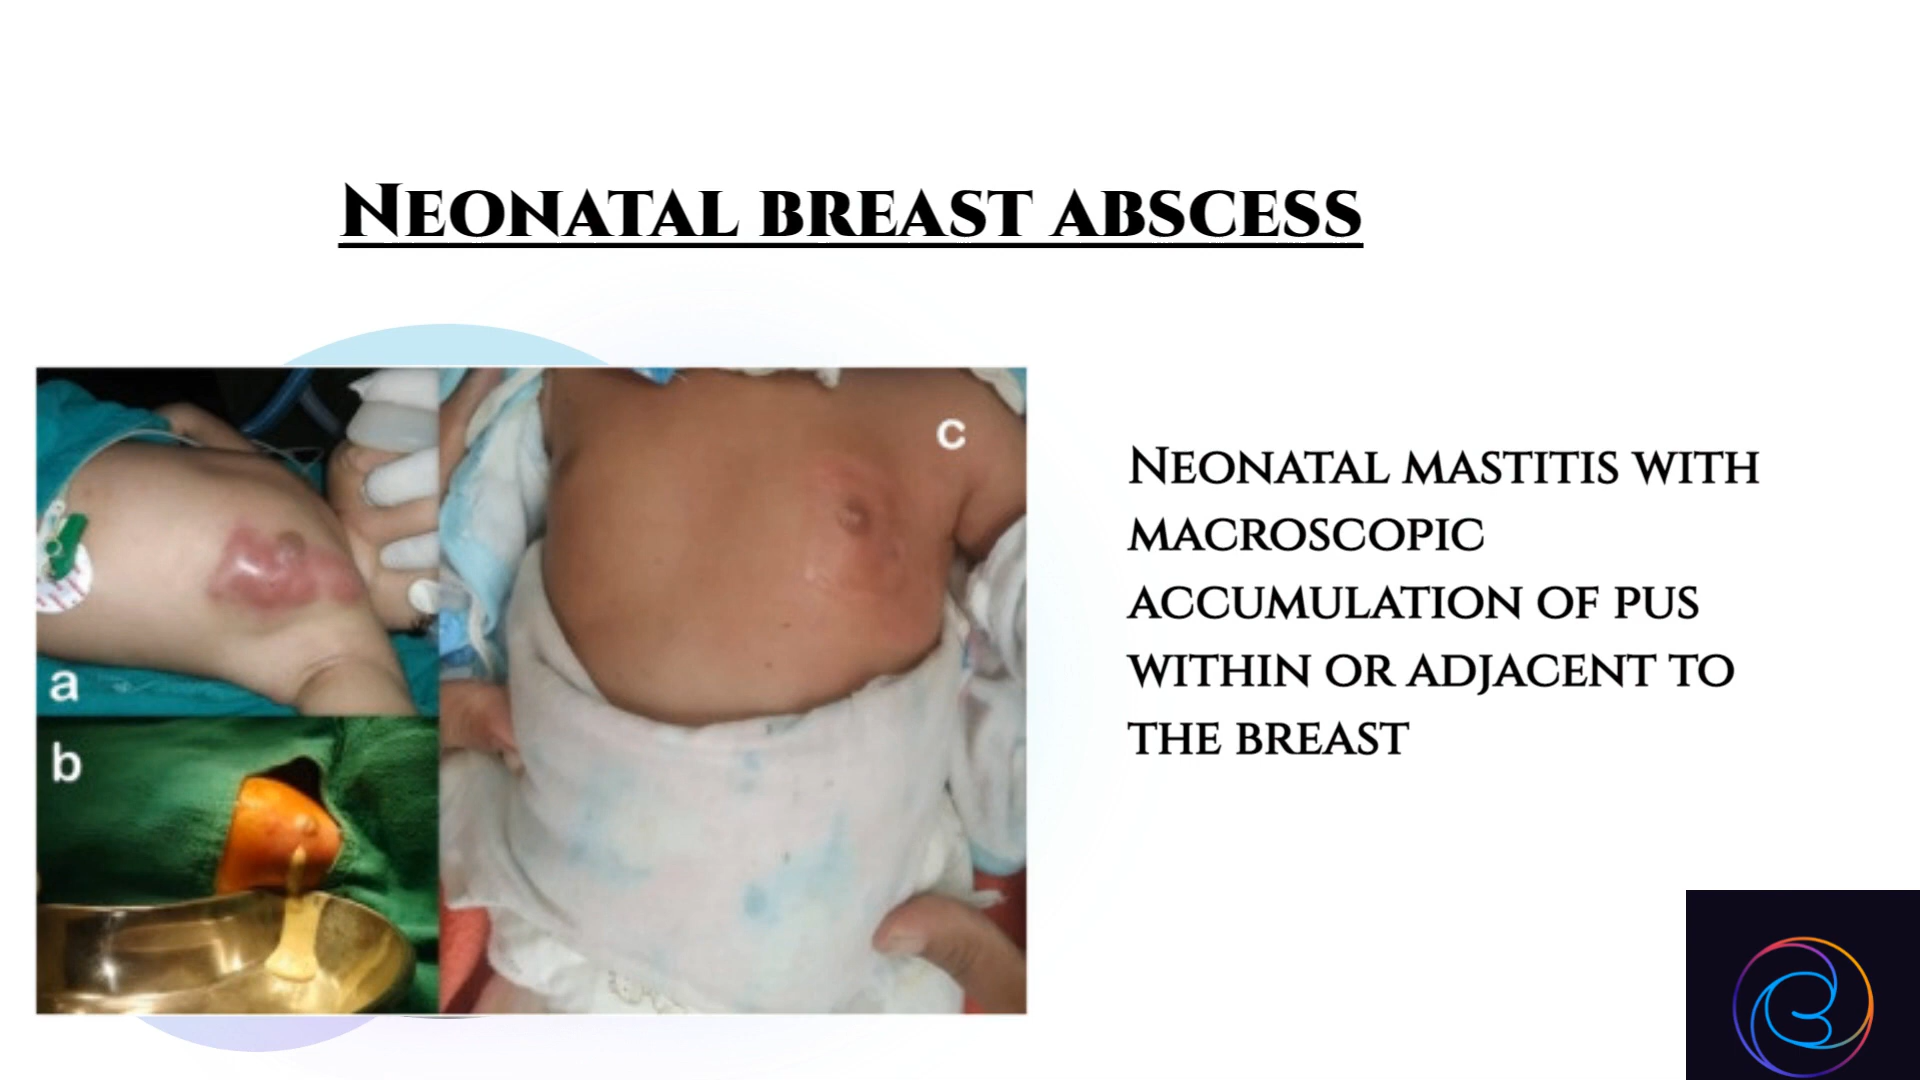 Neonatal breast abscess
c
a
b
Neonatal mastitis with
macroscopic
accumulation of pus
within or adjacent to
the breast